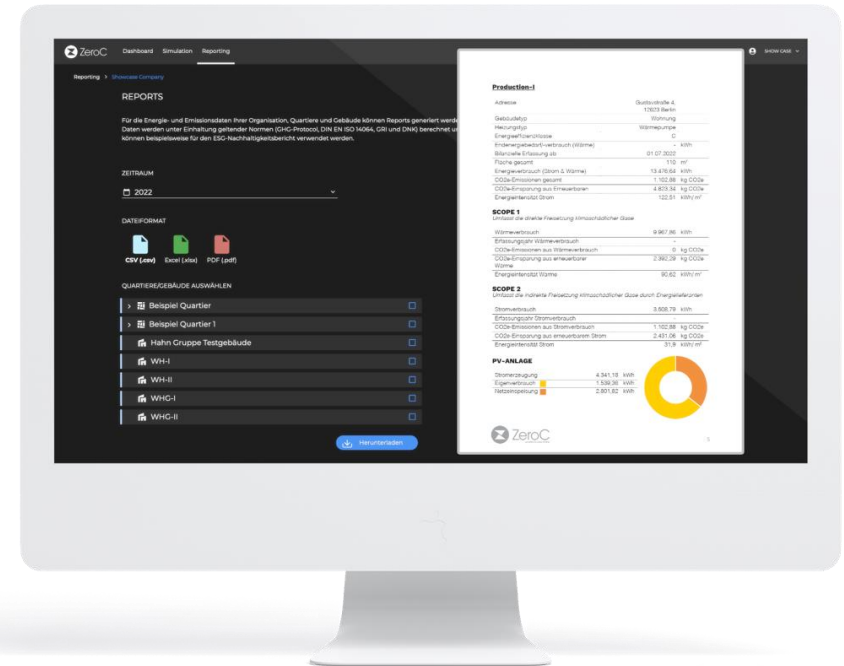 ZeroC Dashboard Simulation Reporting SHOW CASE
Reporting > Showcase Company
REPORTS
Für die Energie- und Emissionsdaten Ihrer Organisation, Quartiere und Gebäude können Reports generiert werde
Daten werden unter Einhaltung geltender Normen (GHG-Protocol, DIN EN ISO 14064, GRI und DNK) berechnet u
können beispielsweise für den ESG-Nachhaltigkeitsbericht verwendet werden.
ZEITRAUM
2022
DATEIFORMAT
CSV (.csv) Excel (.xlsx) PDF (.pdf)
QUARTIERE/GEBÄUDE AUSWÄHLEN
Beispiel Quartier
Beispiel Quartier 1
Hahn Gruppe Testgebäude
WH-I
WH-II
WHG-I
WHG-II
Herunterladen
Production-I
Adresse
Berlin
Gebäudetyp Wohnung
Heizungstyp Wärmepumpe
Energieeffizienzklasse C
Endenergiebedarf/-verbrauch (Wärme) - kWh
Bilanzielle Erfassung ab 01.07.2022
Fläche gesamt 110 m²
Energieverbrauch (Strom & Wärme) 13.476,64 kWh
CO2e-Emissionen gesamt 1.102,88 kg CO2e
CO2e-Einsparung aus Erneuerbaren 4.823,34 kg CO2e
Energieintensität Strom 122,51 kWh/m²
SCOPE 1
Umfasst die direkte Freisetzung klimaschädlicher Gase
Wärmeverbrauch 9.967,86 kWh
Erfassungsjahr Wärmeverbrauch -
CO2e-Emissionen aus Wärmeverbrauch 0 kg CO2e
CO2e-Einsparung aus erneuerbarer 2.392,29 kg CO2e
Wärme
Energieintensität Wärme 90,62 kWh/m²
SCOPE 2
Umfasst die indirekte Freisetzung klimaschädlicher Gase durch Energielieferanten
Stromverbrauch 3.508,79 kWh
Erfassungsjahr Stromverbrauch -
CO2e-Emissionen aus Stromverbrauch 1.102,88 kg CO2e
CO2e-Einsparung aus erneuerbarem Strom 2.431,06 kg CO2e
Energieintensität Strom 31,9 kWh/m²
PV-ANLAGE
Stromerzeugung 4.341,18 kWh
Eigenverbrauch 1.539,36 kWh
Netzeinspeisung 2.801,82 kWh
ZeroC